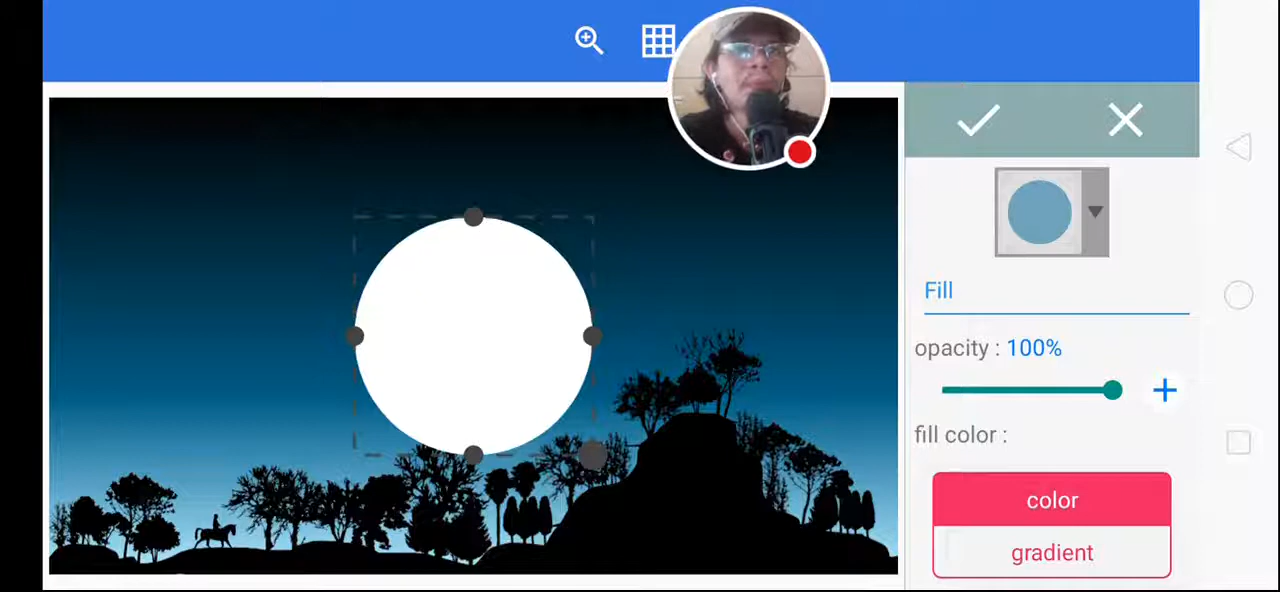 Fill
opacity : 100%
fill color :
color
gradient